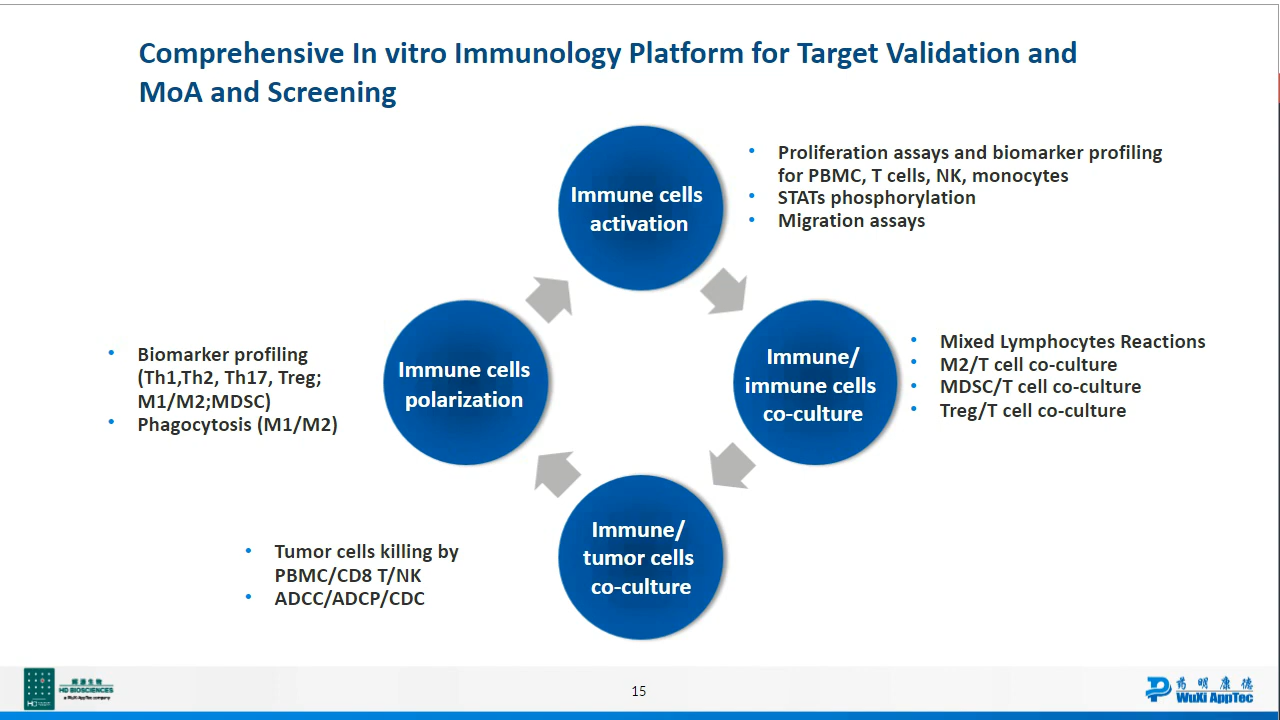 Comprehensive In vitro Immunology Platform for Target Validation and
MoA and Screening
Immune cells
activation
• Proliferation assays and biomarker profiling
for PBMC, T cells, NK, monocytes
• STATs phosphorylation
• Migration assays
Immune/
immune cells
co-culture
• Mixed Lymphocytes Reactions
• M2/T cell co-culture
• MDSC/T cell co-culture
• Treg/T cell co-culture
Immune/
tumor cells
co-culture
• Tumor cells killing by
PBMC/CD8 T/NK
• ADCC/ADCP/CDC
Immune cells
polarization
• Biomarker profiling
(Th1,Th2, Th17, Treg;
M1/M2;MDSC)
• Phagocytosis (M1/M2)
HD BIOSCIENCES
a WuXi AppTec company
15
药明康德
WuXi AppTec